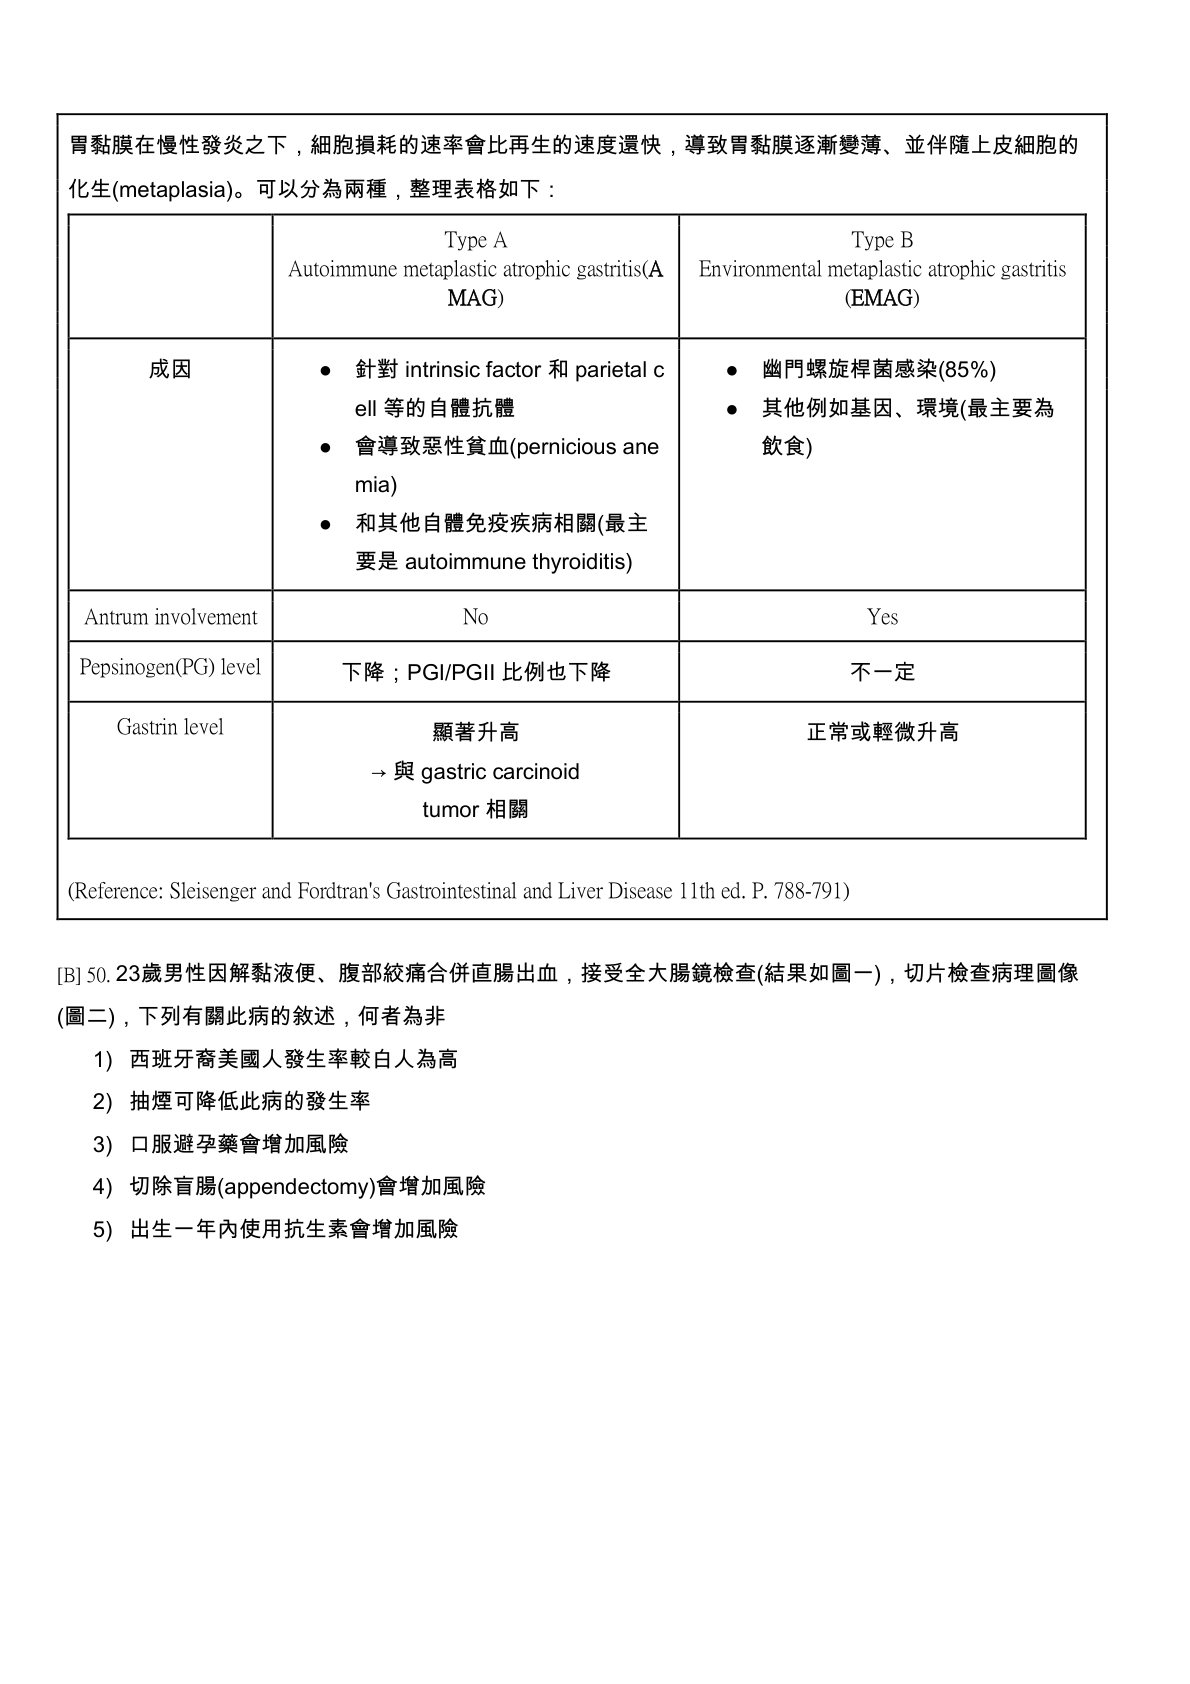 胃黏膜在慢性發炎之下，細胞損耗的速率會比再生的速度還快，導致胃黏膜逐漸變薄、並伴隨上皮細胞的
化生(metaplasia)。可以分為兩種，整理表格如下：
Type A
Autoimmune metaplastic atrophic gastritis(A
MAG)
Type B
Environmental metaplastic atrophic gastritis
(EMAG)
成因
● 針對 intrinsic factor 和 parietal c
ell 等的自體抗體
● 會導致惡性貧血(pernicious ane
mia)
● 和其他自體免疫疾病相關(最主
要是 autoimmune thyroiditis)
● 幽門螺旋桿菌感染(85%)
● 其他例如基因、環境(最主要為
飲食)
Antrum involvement
No
Yes
Pepsinogen(PG) level
下降；PGI/PGII 比例也下降
不一定
Gastrin level
顯著升高
→ 與 gastric carcinoid
tumor 相關
正常或輕微升高
(Reference: Sleisenger and Fordtran's Gastrointestinal and Liver Disease 11th ed. P. 788-791)
[B] 50. 23歲男性因解黏液便、腹部絞痛合併直腸出血，接受全大腸鏡檢查(結果如圖一)，切片檢查病理圖像
(圖二)，下列有關此病的敘述，何者為非
1) 西班牙裔美國人發生率較白人為高
2) 抽煙可降低此病的發生率
3) 口服避孕藥會增加風險
4) 切除盲腸(appendectomy)會增加風險
5) 出生一年內使用抗生素會增加風險